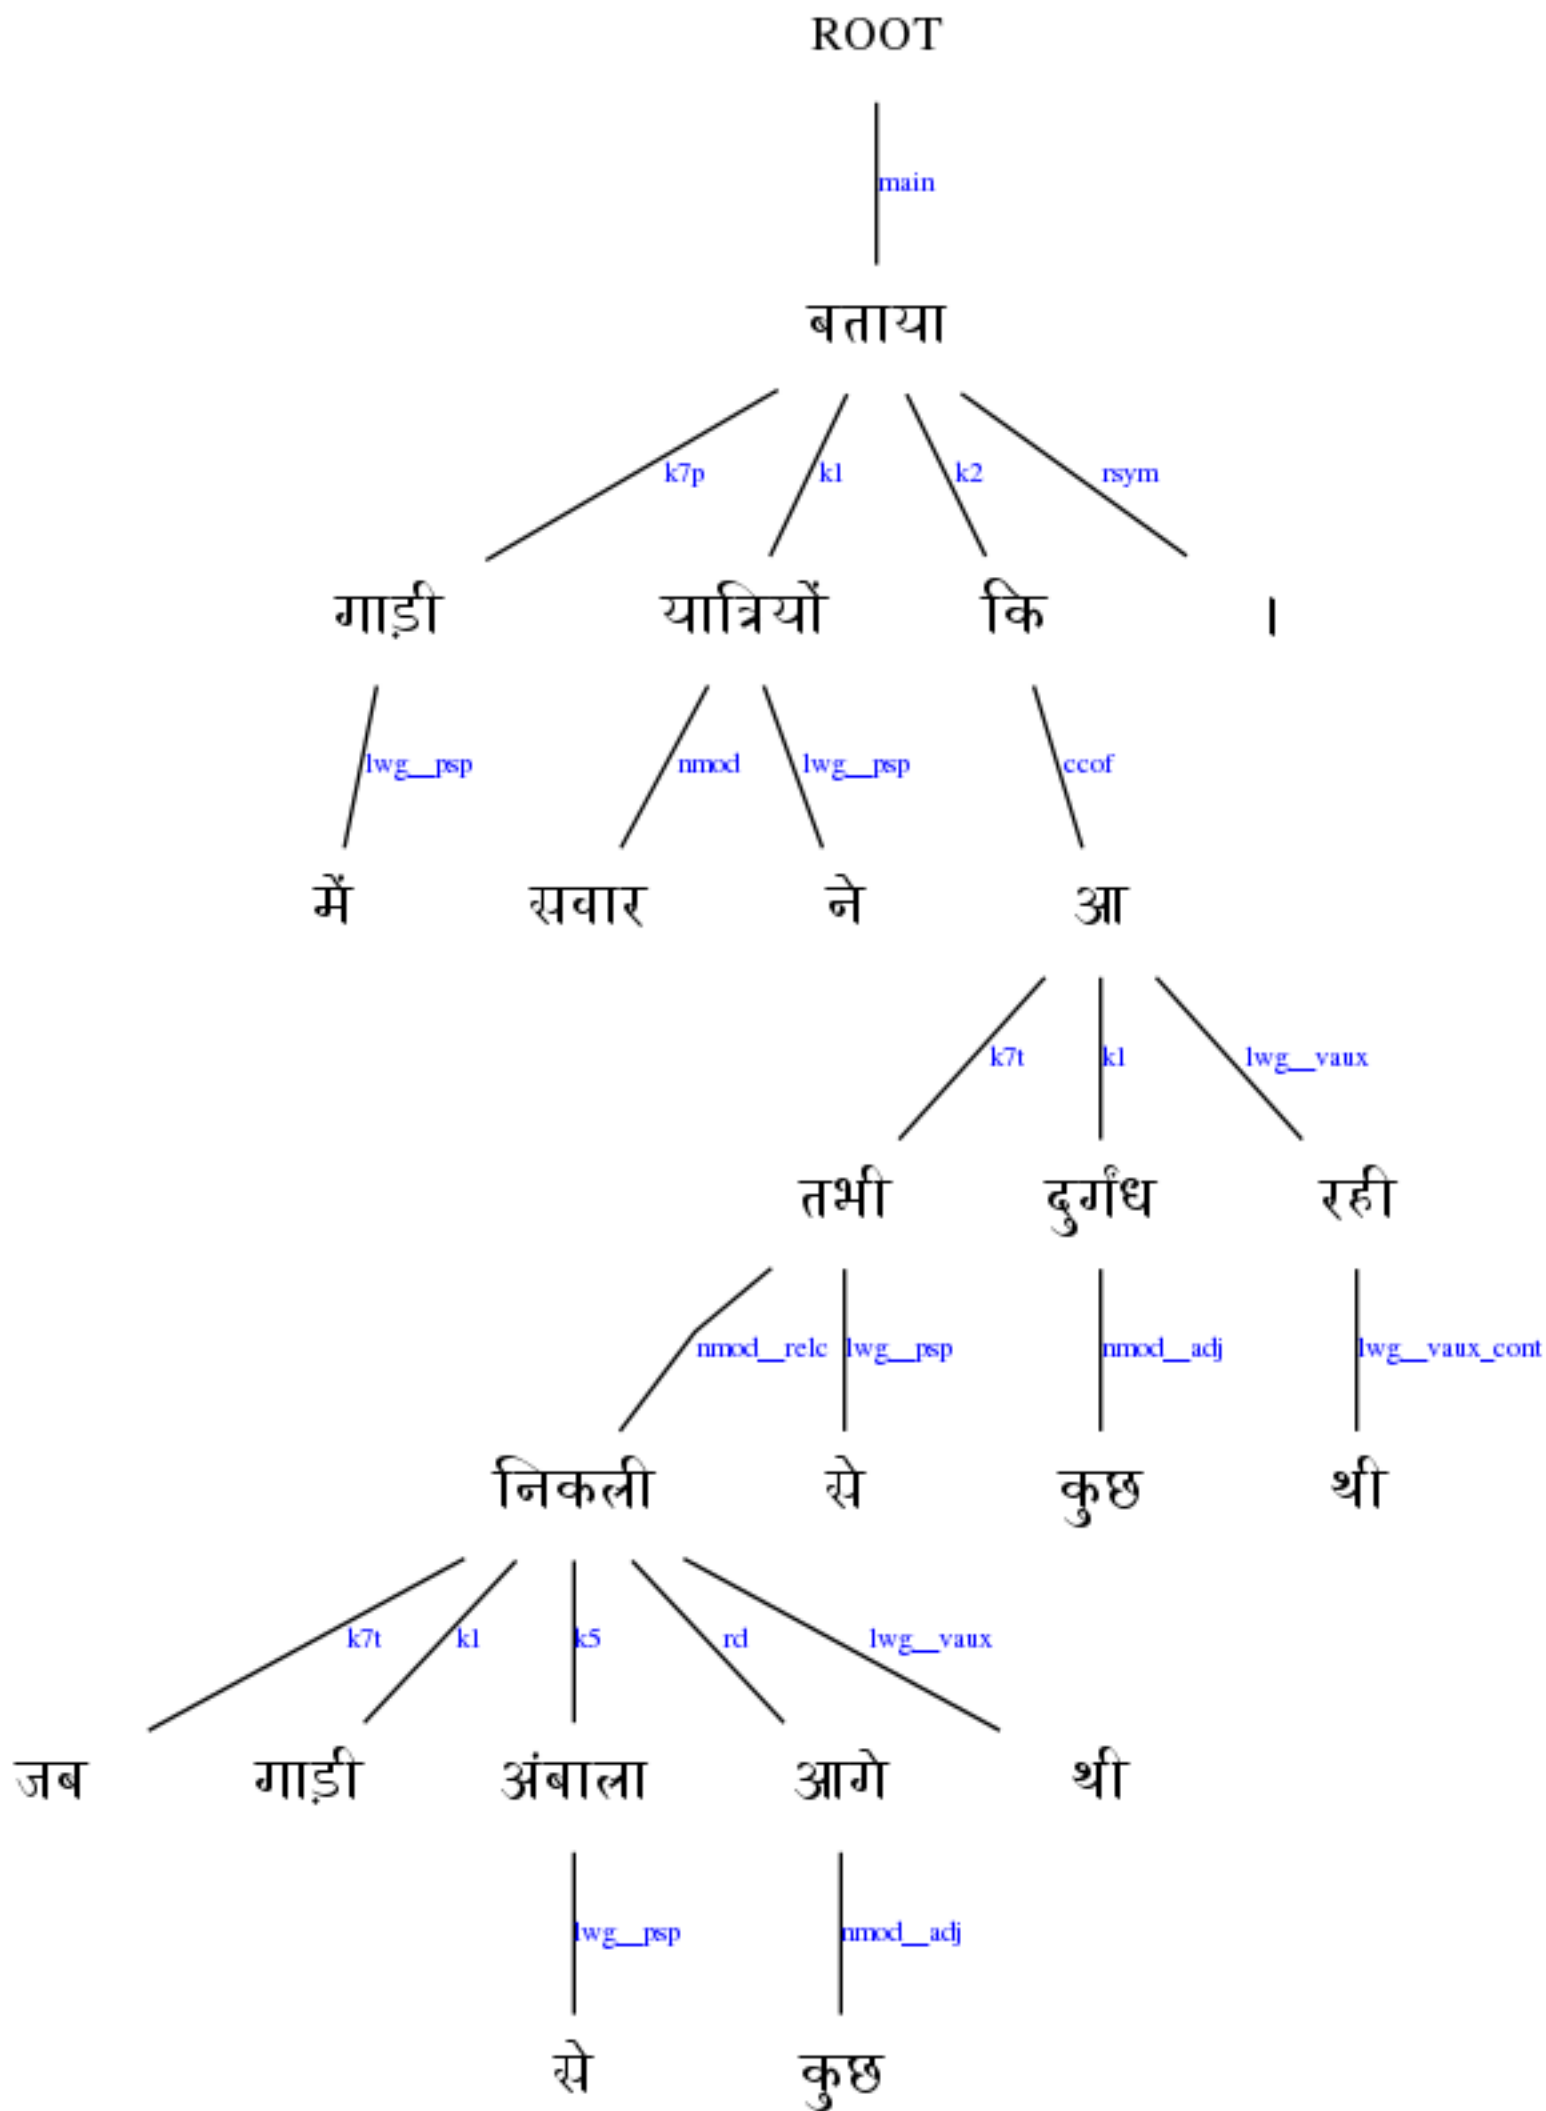 ROOT
main
बताया
k7p k1 k2 rsym
गाड़ी यात्रियों कि ।
lwg__psp nmod lwg__psp ccof
में सवार ने आ
k7t k1 lwg__vaux
तभी दुर्गंध रही
nmod__relc lwg__psp nmod__adj lwg__vaux_cont
निकली से कुछ थी
k7t k1 k5 rd lwg__vaux
जब गाड़ी अंबाला आगे थी
lwg__psp nmod__adj
से कुछ